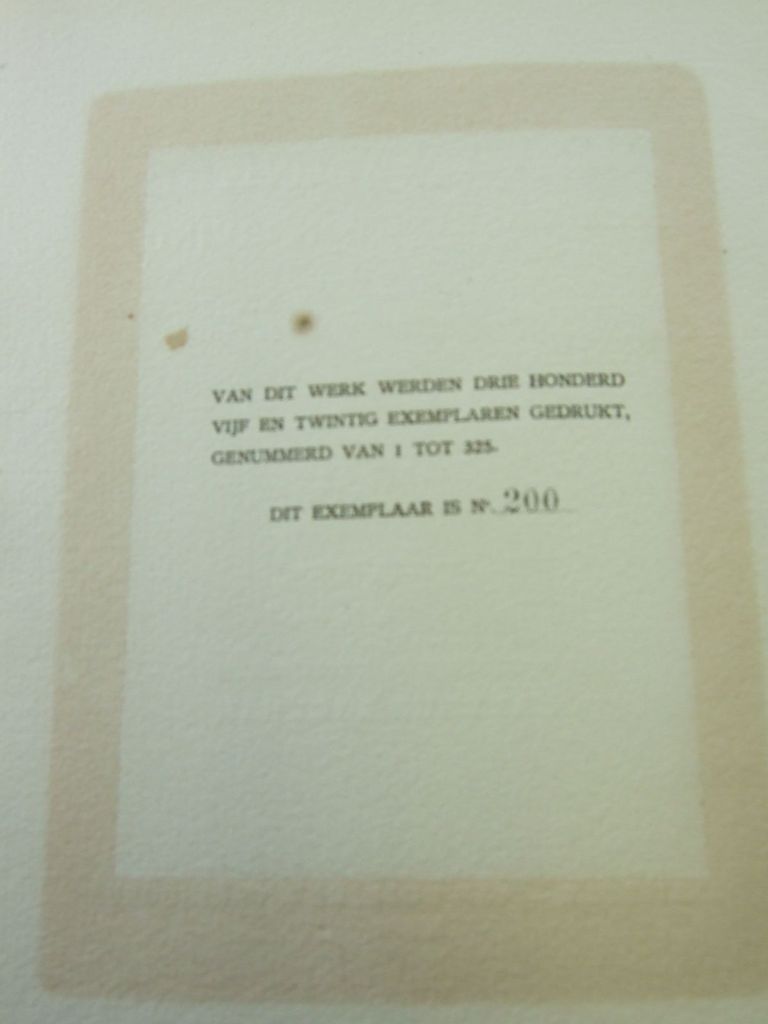 VAN DIT WERK WERDEN DRIE HONDERD
VIJF EN TWINTIG EXEMPLAREN GEDRUKT,
GENUMMERD VAN 1 TOT 325.
DIT EXEMPLAAR IS Nº. 200